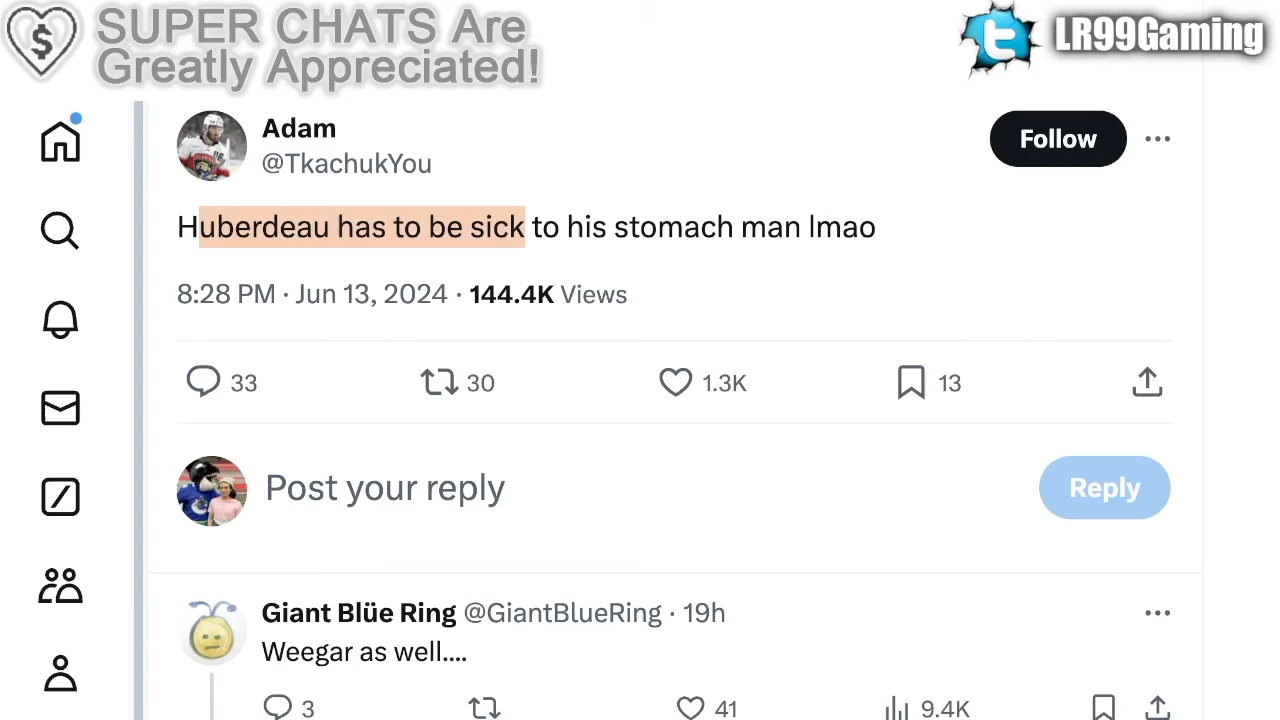 SUPER CHATS Are
Greatly Appreciated!
LR99Gaming
Adam
@TkachukYou
Follow
Huberdeau has to be sick to his stomach man lmao
8:28 PM · Jun 13, 2024 · 144.4K Views
33 30 1.3K 13
Post your reply
Reply
Giant Blüe Ring @GiantBlueRing · 19h
Weegar as well....
3 41 9.4K